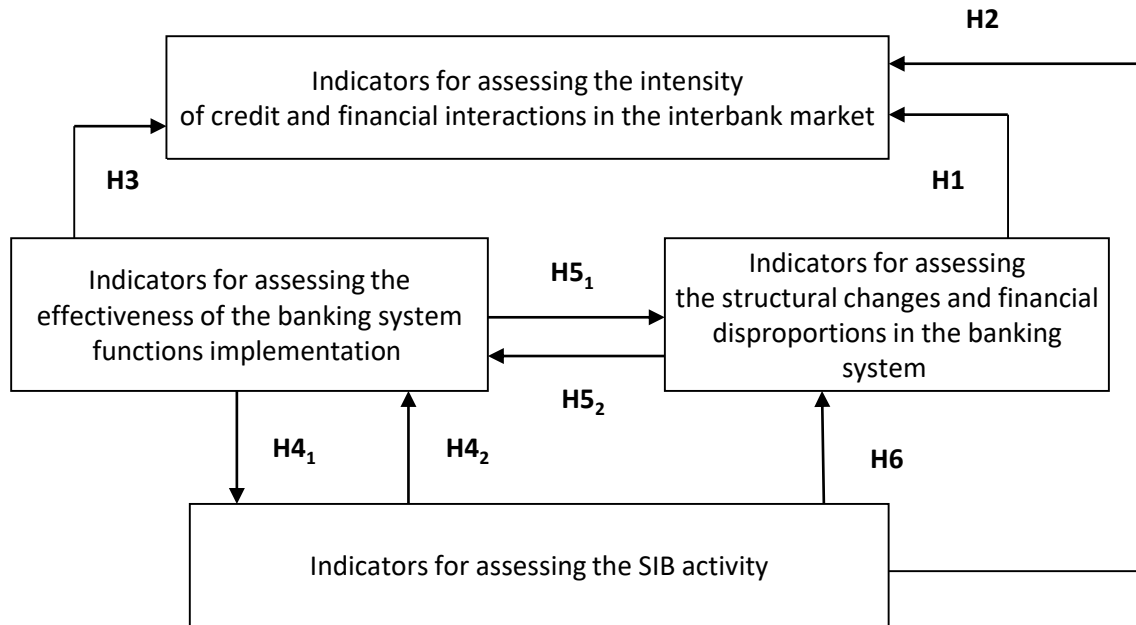 H2
Indicators for assessing the intensity
of credit and financial interactions in the interbank market
H3
H1
Indicators for assessing the
effectiveness of the banking system
functions implementation
H5₁
Indicators for assessing
the structural changes and financial
disproportions in the banking
system
H5₂
H4₁
H4₂
H6
Indicators for assessing the SIB activity